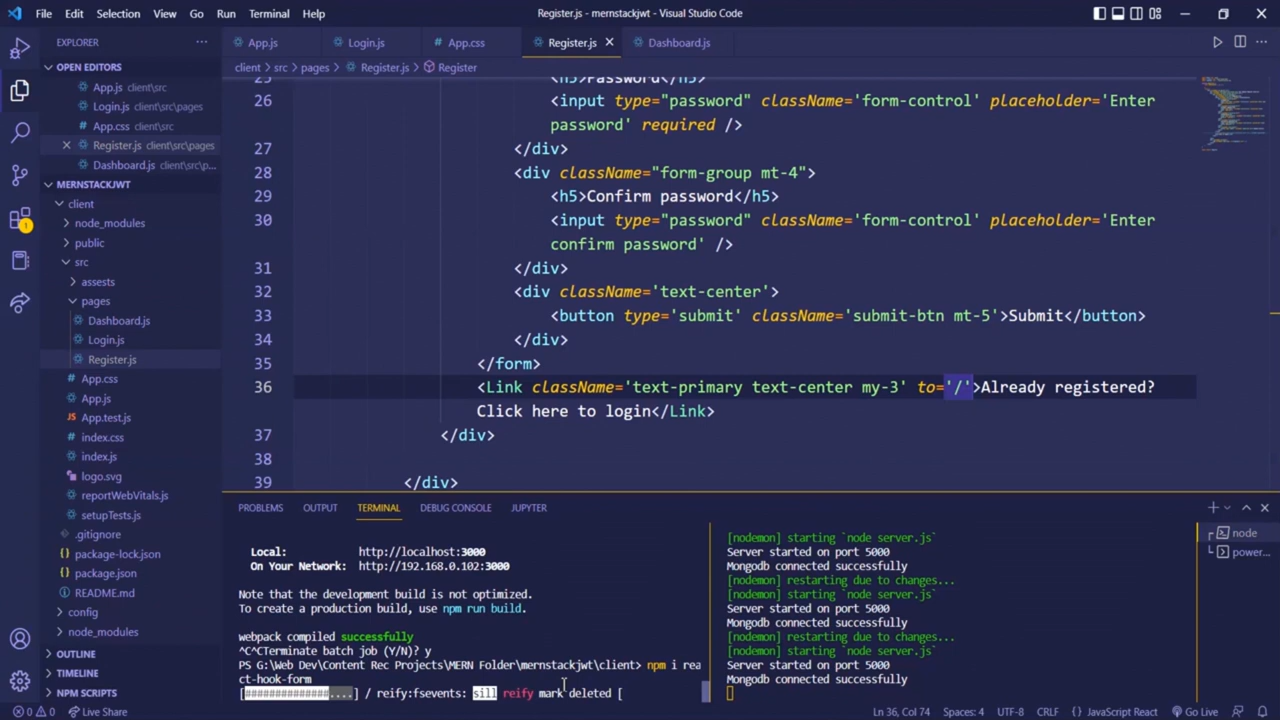 File Edit Selection View Go Run Terminal Help
Register.js - mernstackjwt - Visual Studio Code
EXPLORER
OPEN EDITORS
App.js client\src
Login.js client\src\pages
App.css client\src
Register.js client\src\pages
Dashboard.js client\src\p...
MERNSTACKJWT
client
node_modules
public
src
assests
pages
Dashboard.js
Login.js
Register.js
App.css
App.js
App.test.js
index.css
index.js
logo.svg
reportWebVitals.js
setupTests.js
.gitignore
package-lock.json
package.json
README.md
config
node_modules
OUTLINE
TIMELINE
NPM SCRIPTS
1
App.js Login.js App.css Register.js Dashboard.js
client > src > pages > Register.js > Register
25 <h5>Password</h5>
26 <input type="password" className='form-control' placeholder='Enter
password' required />
27 </div>
28 <div className="form-group mt-4">
29 <h5>Confirm password</h5>
30 <input type="password" className='form-control' placeholder='Enter
confirm password' />
31 </div>
32 <div className='text-center'>
33 <button type='submit' className='submit-btn mt-5'>Submit</button>
34 </div>
35 </form>
36 <Link className='text-primary text-center my-3' to='/'>Already registered?
Click here to login</Link>
37 </div>
38
39 </div>
PROBLEMS OUTPUT TERMINAL DEBUG CONSOLE JUPYTER
Local: http://localhost:3000
On Your Network: http://192.168.0.102:3000
Note that the development build is not optimized.
To create a production build, use npm run build.
webpack compiled successfully
^C^CTerminate batch job (Y/N)? y
PS G:\Web Dev\Content Rec Projects\MERN Folder\mernstackjwt\client> npm i rea
ct-hook-form
[##############....] / reify:fsevents: sill reify mark deleted [
[nodemon] starting `node server.js`
Server started on port 5000
Mongodb connected successfully
[nodemon] restarting due to changes...
[nodemon] starting `node server.js`
Server started on port 5000
Mongodb connected successfully
[nodemon] restarting due to changes...
[nodemon] starting `node server.js`
Server started on port 5000
Mongodb connected successfully
node
power...
0 0 Live Share
Ln 36, Col 74 Spaces: 4 UTF-8 CRLF JavaScript React Go Live